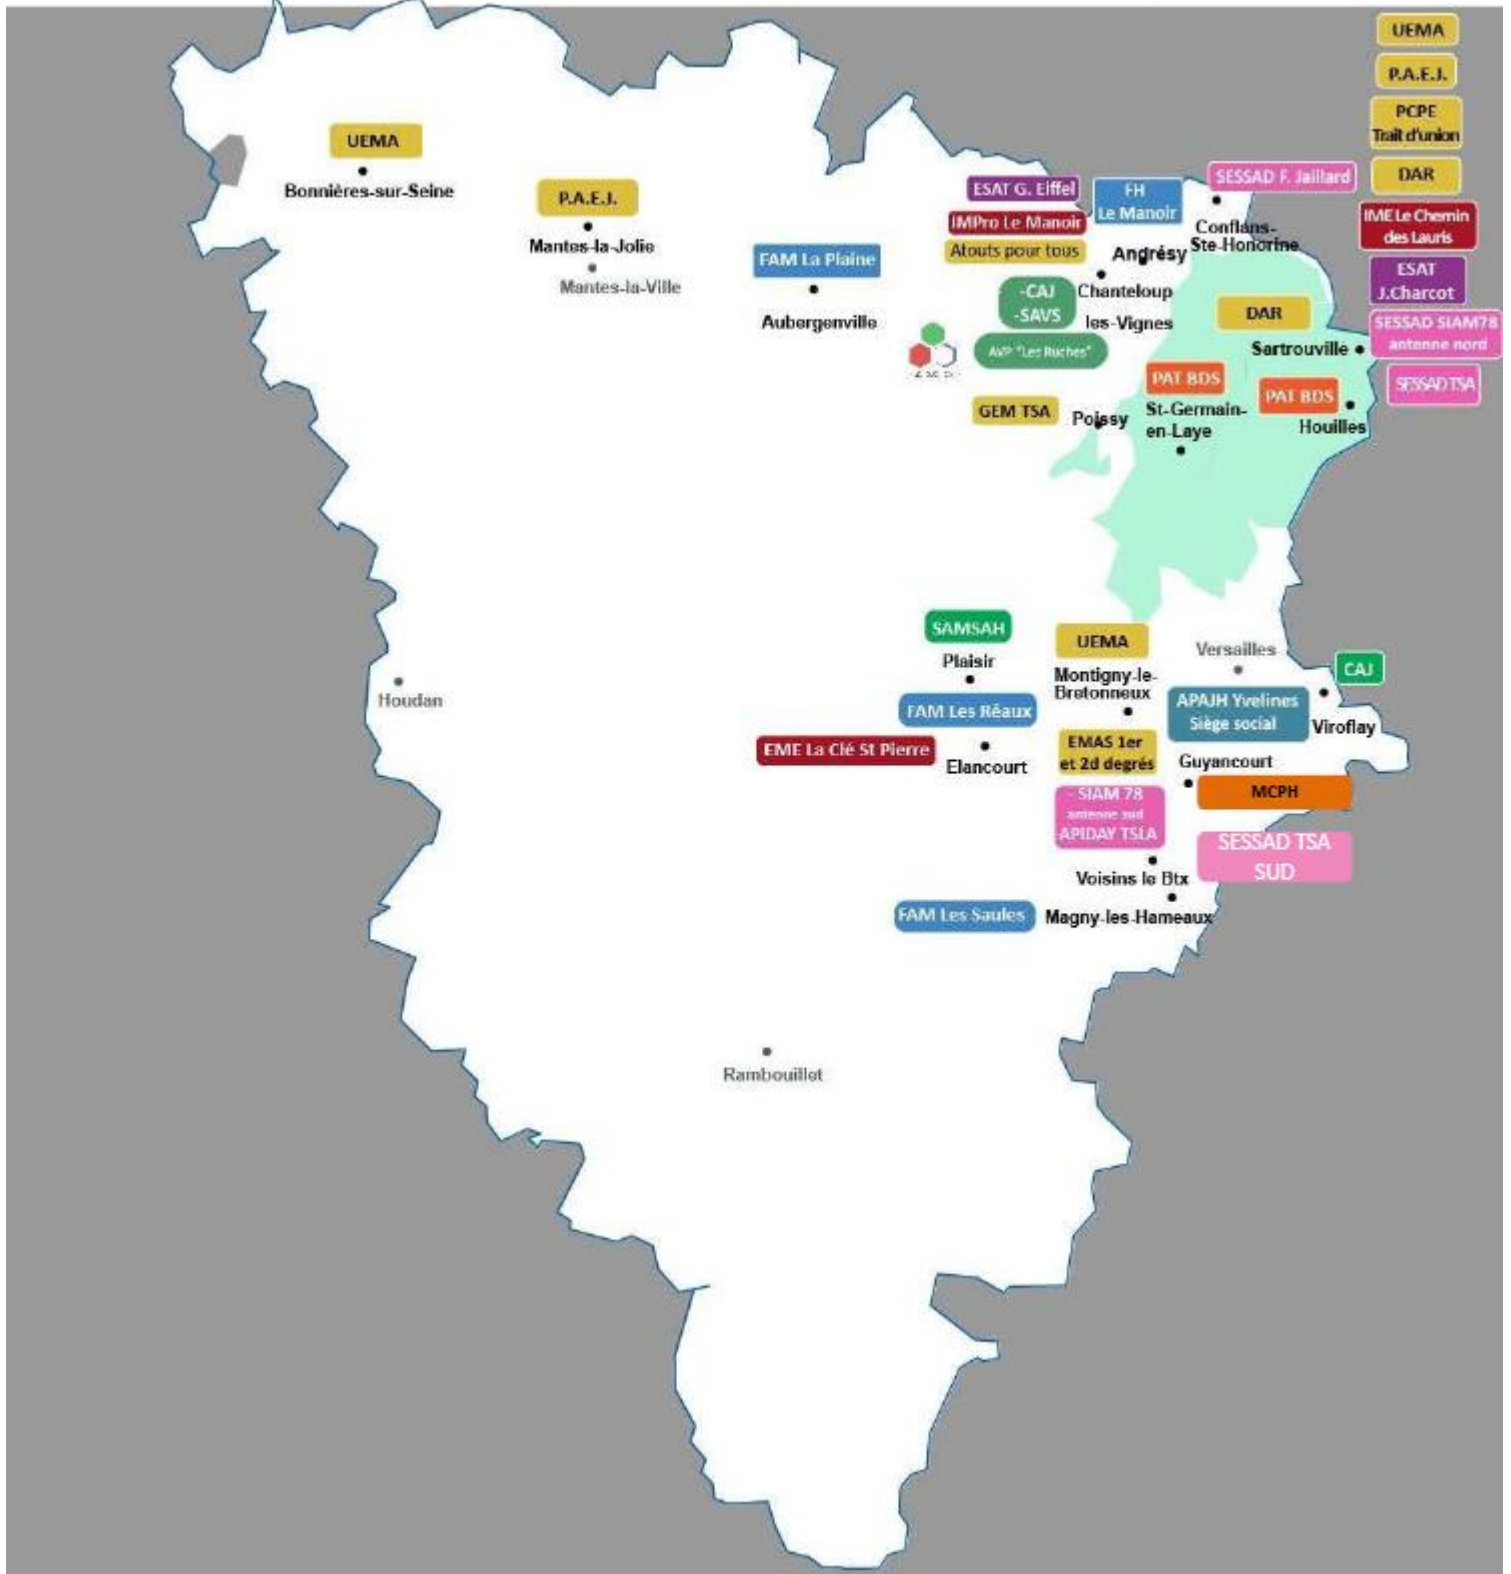 UEMA
P.A.E.J.
PCPE
Trait d'union
DAR
IME Le Chemin
des Lauris
ESAT
J.Charcot
SESSAD SIAM78
antenne nord
SESSAD TSA
UEMA
Bonnières-sur-Seine
P.A.E.J.
Mantes-la-Jolie
Mantes-la-Ville
FAM La Plaine
Aubergenville
ESAT G. Eiffel
IMPro Le Manoir
Atouts pour tous
FH
Le Manoir
SESSAD F. Jaillard
Conflans-
Ste-Honorine
Andrésy
-CAJ
-SAVS
Chanteloup
les-Vignes
AVP "Les Ruches"
DAR
Sartrouville
PAT BDS
St-Germain-
en-Laye
PAT BDS
Houilles
GEM TSA
Poissy
SAMSAH
Plaisir
FAM Les Réaux
EME La Clé St Pierre
Elancourt
UEMA
Montigny-le-
Bretonneux
EMAS 1er
et 2d degrés
- SIAM 78
antenne sud
-APIDAY TSLA
Voisins le Btx
Versailles
APAJH Yvelines
Siège social
CAJ
Viroflay
Guyancourt
MCPH
SESSAD TSA
SUD
FAM Les Saules
Magny-les-Hameaux
Houdan
Rambouillet